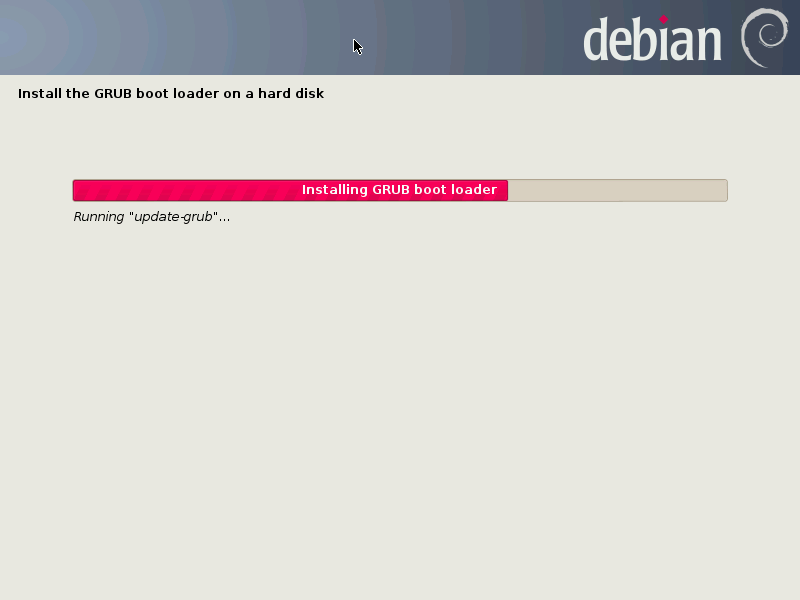 debian
Install the GRUB boot loader on a hard disk
Installing GRUB boot loader
Running "update-grub"...